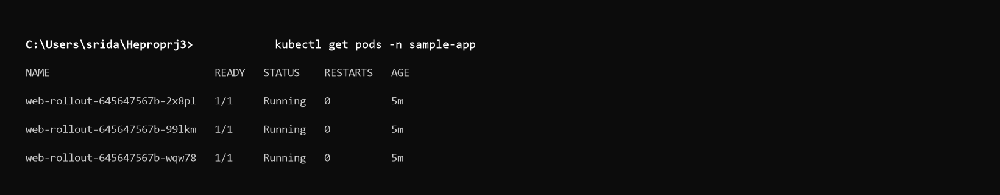 C:\Users\srida\Heproprj3> kubectl get pods -n sample-app
NAME READY STATUS RESTARTS AGE
web-rollout-645647567b-2x8pl 1/1 Running 0 5m
web-rollout-645647567b-99lkm 1/1 Running 0 5m
web-rollout-645647567b-wqw78 1/1 Running 0 5m